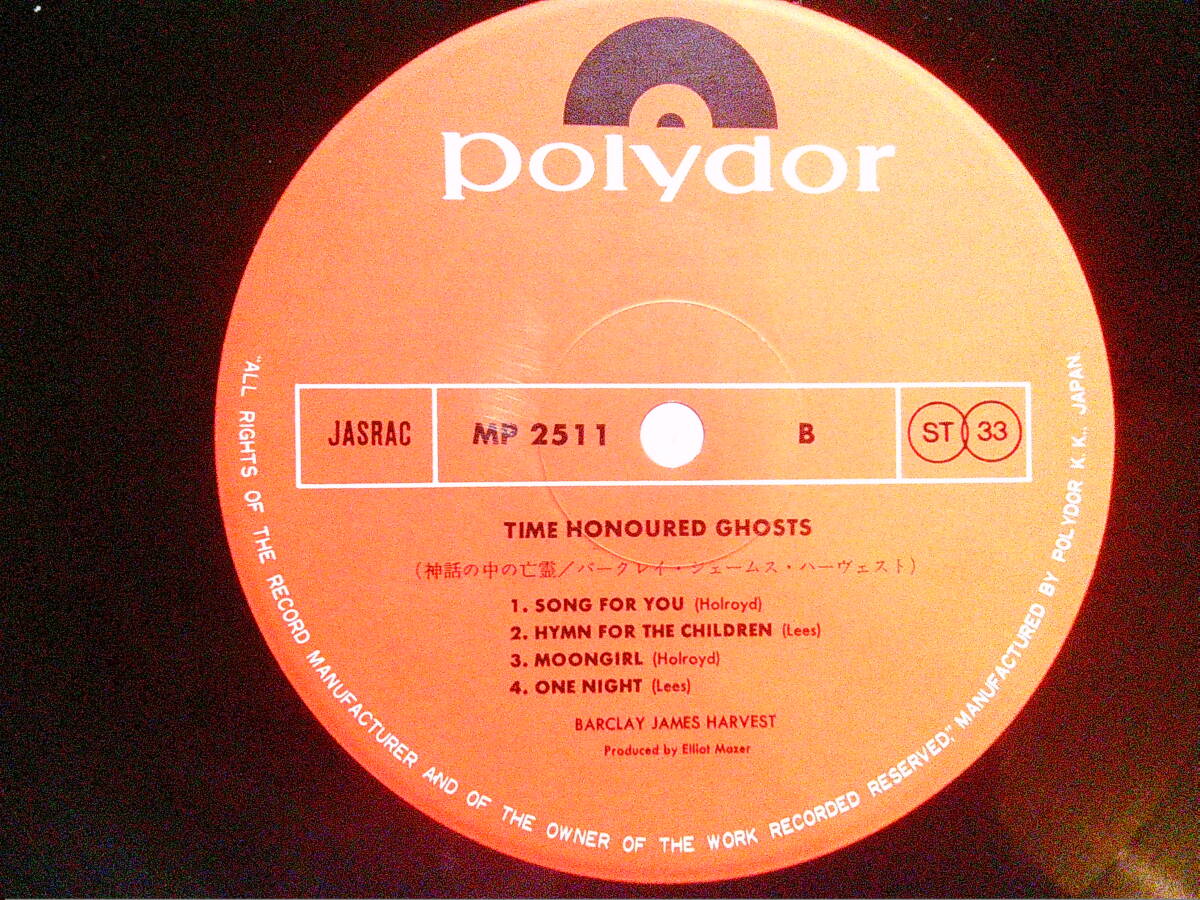 polydor
JASRAC MP 2511 B ST 33
TIME HONOURED GHOSTS
(神話の中の亡霊/バークレイ・ジェームス・ハーヴェスト)
1. SONG FOR YOU (Holroyd)
2. HYMN FOR THE CHILDREN (Lees)
3. MOONGIRL (Holroyd)
4. ONE NIGHT (Lees)
BARCLAY JAMES HARVEST
Produced by Elliot Mazer
"ALL RIGHTS OF THE RECORD MANUFACTURER AND OF THE OWNER OF THE WORK RECORDED RESERVED," MANUFACTURED BY POLYDOR K.K., JAPAN.